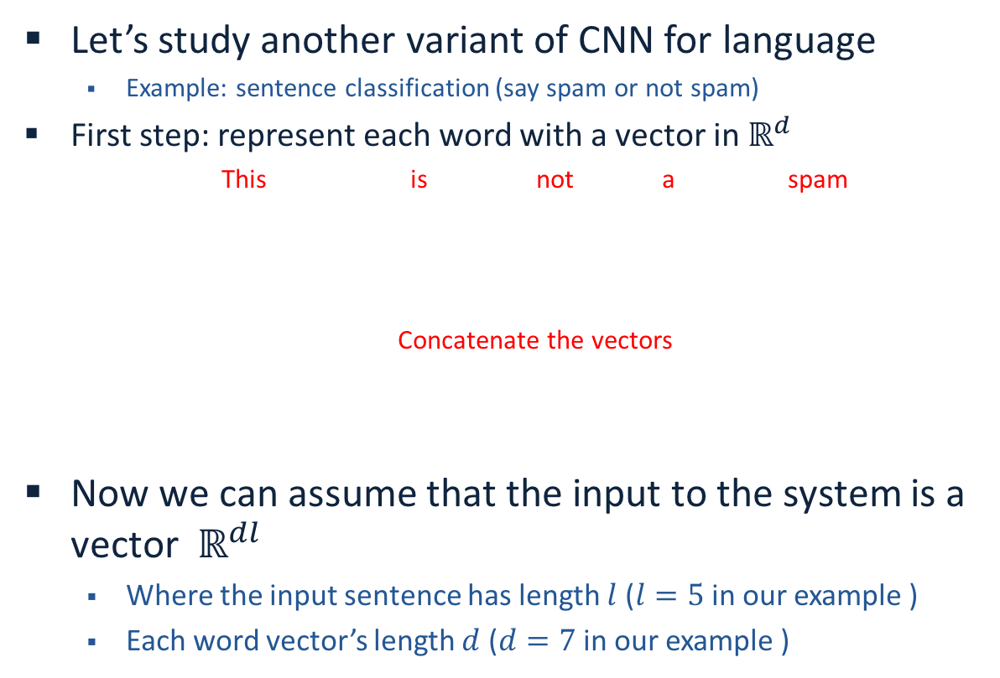 ▪ Let’s study another variant of CNN for language
▪ Example: sentence classification (say spam or not spam)
▪ First step: represent each word with a vector in ℝᵈ
This is not a spam
Concatenate the vectors
▪ Now we can assume that the input to the system is a
vector ℝᵈˡ
▪ Where the input sentence has length 𝑙 (𝑙 = 5 in our example )
▪ Each word vector’s length 𝑑 (𝑑 = 7 in our example )